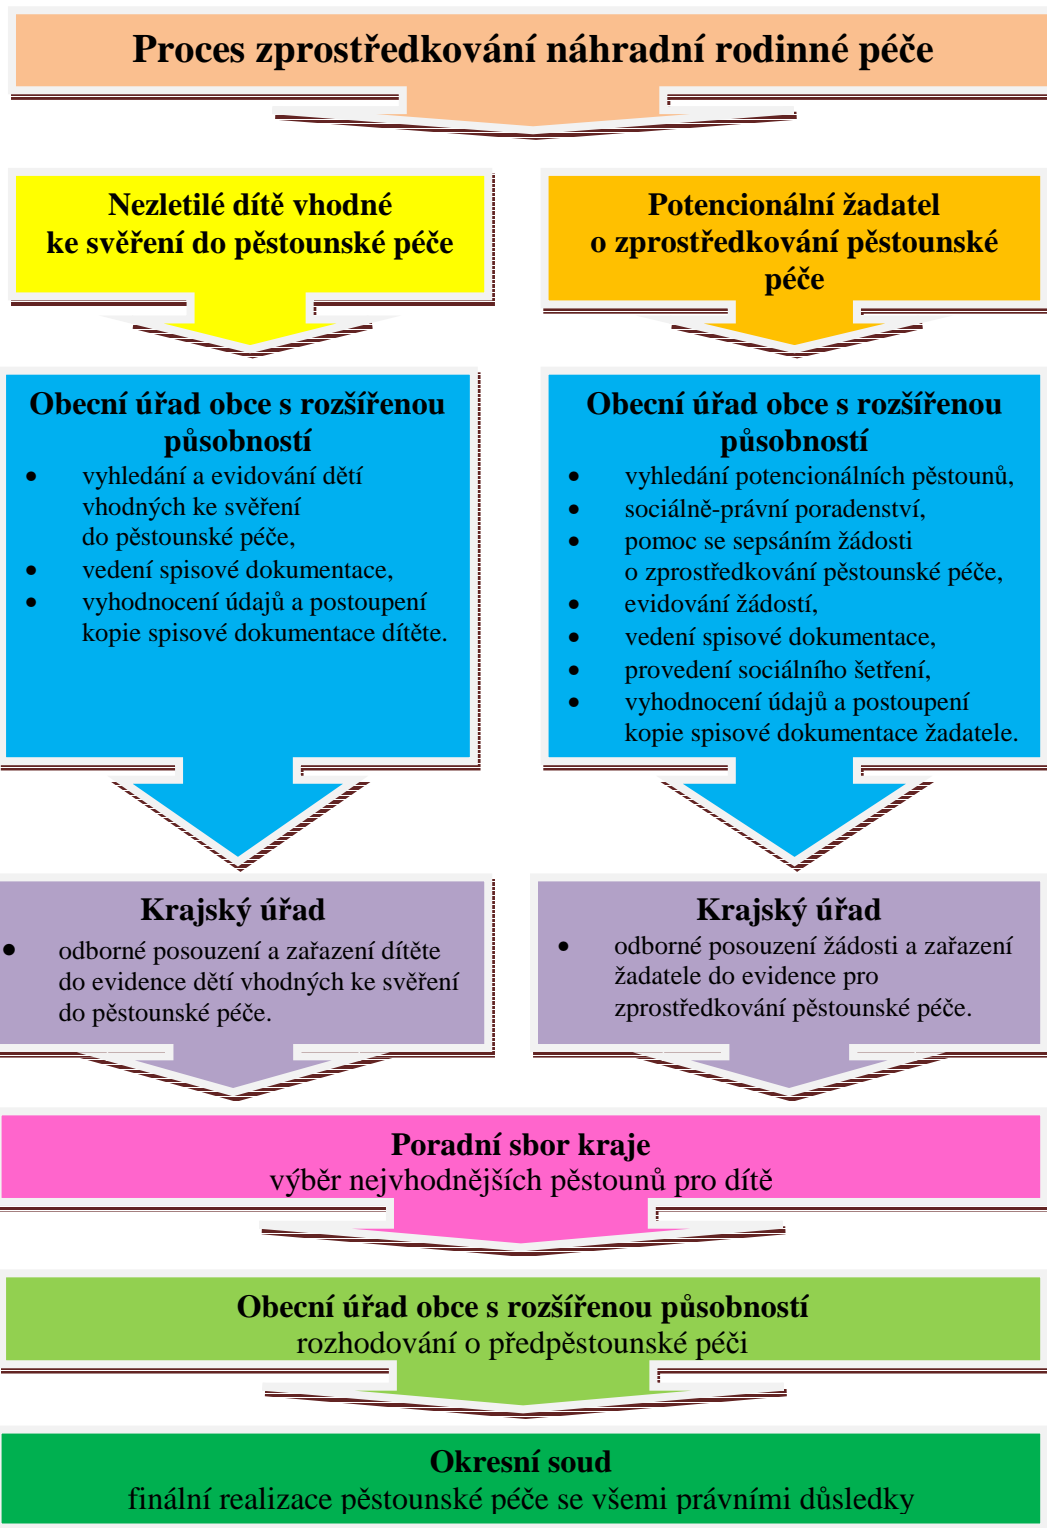 Proces zprostředkování náhradní rodinné péče
Nezletilé dítě vhodné
ke svěření do pěstounské péče
Potencionální žadatel
o zprostředkování pěstounské
péče
Obecní úřad obce s rozšířenou
působností
• vyhledání a evidování dětí
vhodných ke svěření
do pěstounské péče,
• vedení spisové dokumentace,
• vyhodnocení údajů a postoupení
kopie spisové dokumentace dítěte.
Obecní úřad obce s rozšířenou
působností
• vyhledání potencionálních pěstounů,
• sociálně-právní poradenství,
• pomoc se sepsáním žádosti
o zprostředkování pěstounské péče,
• evidování žádostí,
• vedení spisové dokumentace,
• provedení sociálního šetření,
• vyhodnocení údajů a postoupení
kopie spisové dokumentace žadatele.
Krajský úřad
• odborné posouzení a zařazení dítěte
do evidence dětí vhodných ke svěření
do pěstounské péče.
Krajský úřad
• odborné posouzení žádosti a zařazení
žadatele do evidence pro
zprostředkování pěstounské péče.
Poradní sbor kraje
výběr nejvhodnějších pěstounů pro dítě
Obecní úřad obce s rozšířenou působností
rozhodování o předpěstounské péči
Okresní soud
finální realizace pěstounské péče se všemi právními důsledky